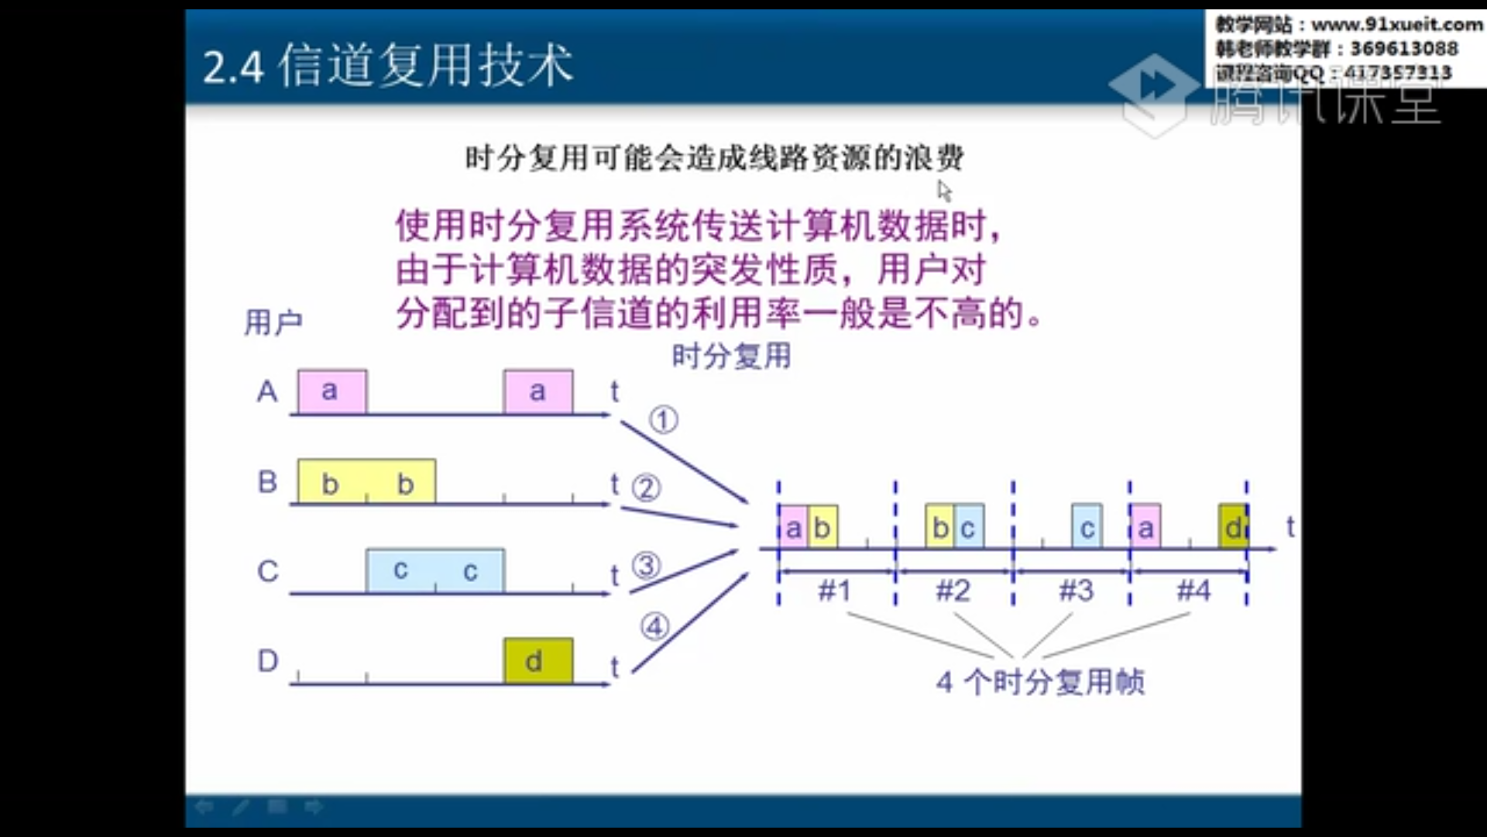 教学网站：www.91xueit.com
韩老师教学群：369613088
课程咨询QQ：417357313
腾讯课堂
2.4 信道复用技术
时分复用可能会造成线路资源的浪费
使用时分复用系统传送计算机数据时，
由于计算机数据的突发性质，用户对
分配到的子信道的利用率一般是不高的。
用户
时分复用
A a a t ①
B b b t ②
C c c t ③
D d t ④
a b b c c a d t
#1 #2 #3 #4
4 个时分复用帧